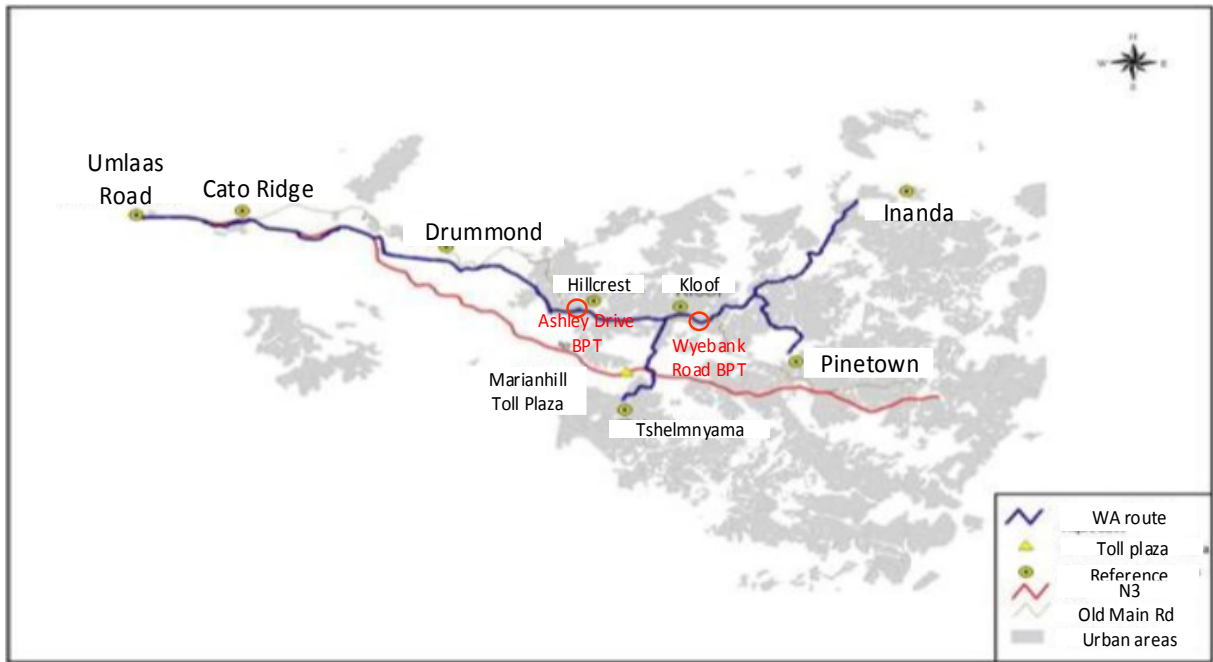 N
W E
S
Umlaas
Road
Cato Ridge
Drummond
Inanda
Hillcrest
Kloof
Ashley Drive
BPT
Wyebank
Road BPT
Pinetown
Marianhill
Toll Plaza
Tshelmnyama
WA route
Toll plaza
Reference
N3
Old Main Rd
Urban areas